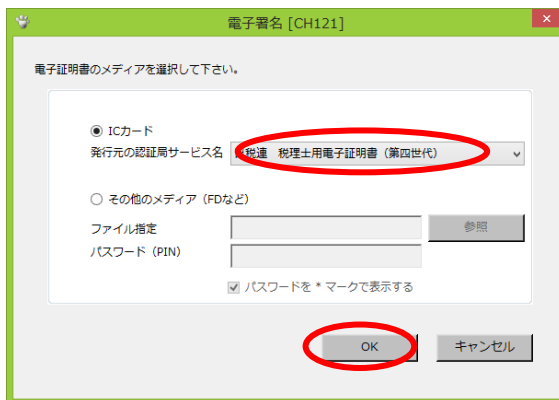 電子署名 [CH121]
電子証明書のメディアを選択して下さい。
ICカード
発行元の認証局サービス名 税連 税理士用電子証明書（第四世代）
その他のメディア（FDなど）
ファイル指定 参照
パスワード（PIN）
パスワードを * マークで表示する
OK キャンセル